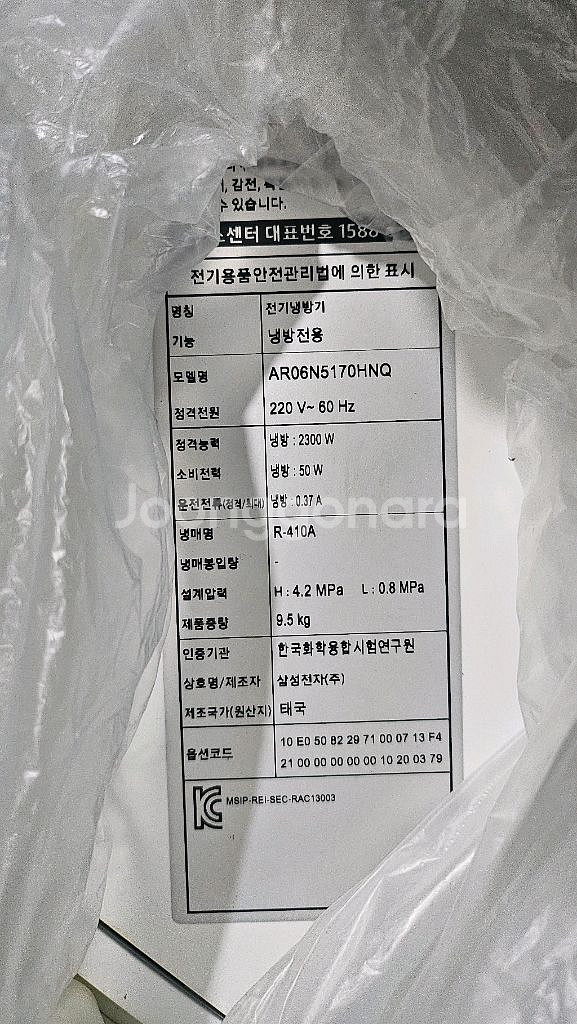 , 감전,
수 있습니다.
센터 대표번호 1588
전기용품안전관리법에 의한 표시
명칭 전기냉방기
기능 냉방전용
모델명 AR06N5170HNQ
정격전원 220 V~ 60 Hz
정격능력 냉방 : 2300 W
소비전력 냉방 : 50 W
운전전류(정격/최대) 냉방 : 0.37 A
Joonggonara
냉매명 R-410A
냉매봉입량 -
설계압력 H : 4.2 MPa L : 0.8 MPa
제품중량 9.5 kg
인증기관 한국화학융합시험연구원
상호명/제조자 삼성전자(주)
제조국가(원산지) 태국
옵션코드 10 E0 50 82 29 71 00 07 13 F4
21 00 00 00 00 00 10 20 03 79
MSIP-REI-SEC-RAC13003